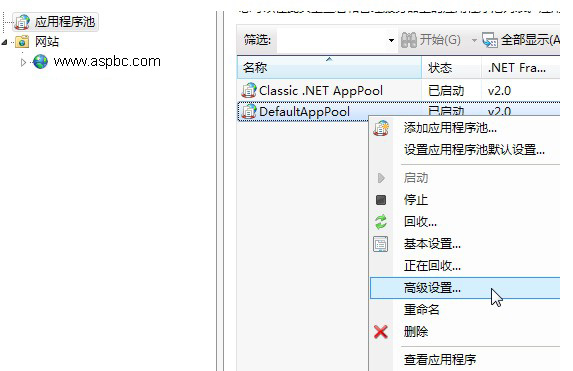 应用程序池
网站
www.aspbc.com
筛选:
开始(G)
全部显示(A
名称 状态 .NET Fra...
Classic .NET AppPool 已启动 v2.0
DefaultAppPool 已启动 v2.0
添加应用程序池...
设置应用程序池默认设置...
启动
停止
回收...
基本设置...
正在回收...
高级设置...
重命名
删除
查看应用程序